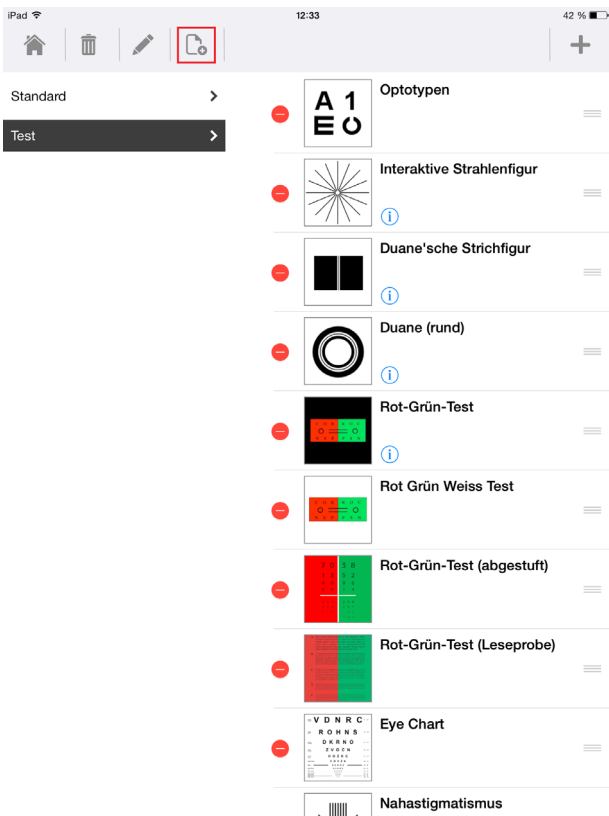 iPad
12:33
42 %
Standard
Test
A 1
E O
Optotypen
Interaktive Strahlenfigur
Duane'sche Strichfigur
Duane (rund)
Rot-Grün-Test
Rot Grün Weiss Test
Rot-Grün-Test (abgestuft)
Rot-Grün-Test (Leseprobe)
V D N R C
R O H N S
D K R N O
Z V G C N
Eye Chart
Nahastigmatismus